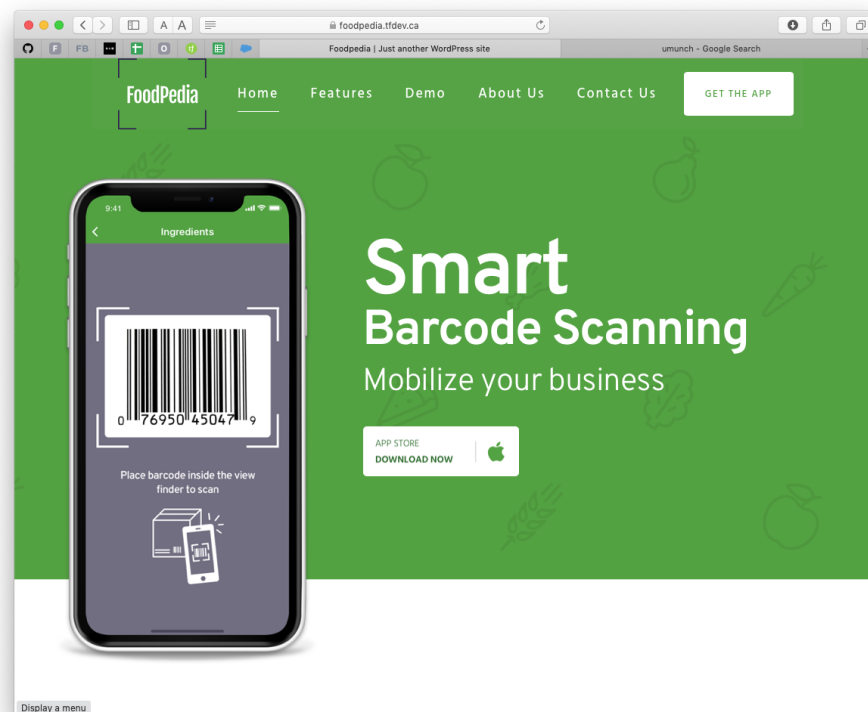 foodpedia.tfdev.ca
A A
F FB O tf
Foodpedia | Just another WordPress site
umunch - Google Search
FoodPedia
Home Features Demo About Us Contact Us GET THE APP
9:41
Ingredients
0 76950 45047 9
Place barcode inside the view
finder to scan
Smart
Barcode Scanning
Mobilize your business
APP STORE
DOWNLOAD NOW
Display a menu